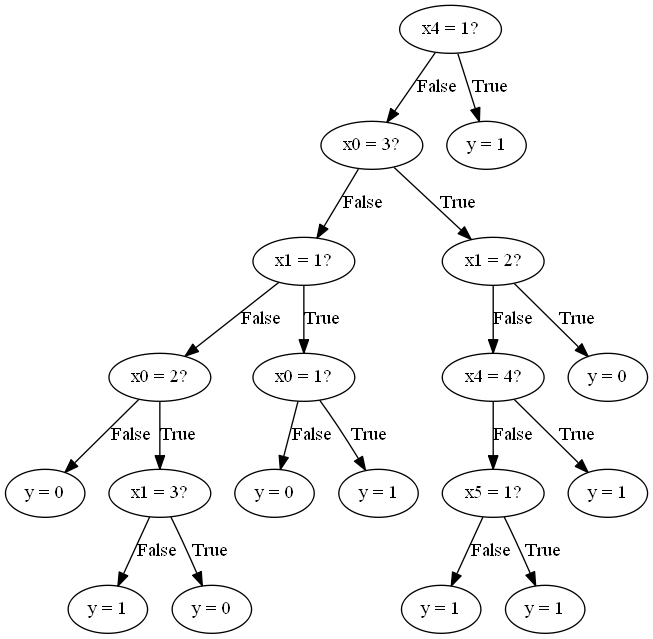 x4 = 1?
False
True
x0 = 3?
y = 1
False
True
x1 = 1?
x1 = 2?
False
True
False
True
x0 = 2?
x0 = 1?
x4 = 4?
y = 0
False
True
False
True
False
True
y = 0
x1 = 3?
y = 0
y = 1
x5 = 1?
y = 1
False
True
False
True
y = 1
y = 0
y = 1
y = 1